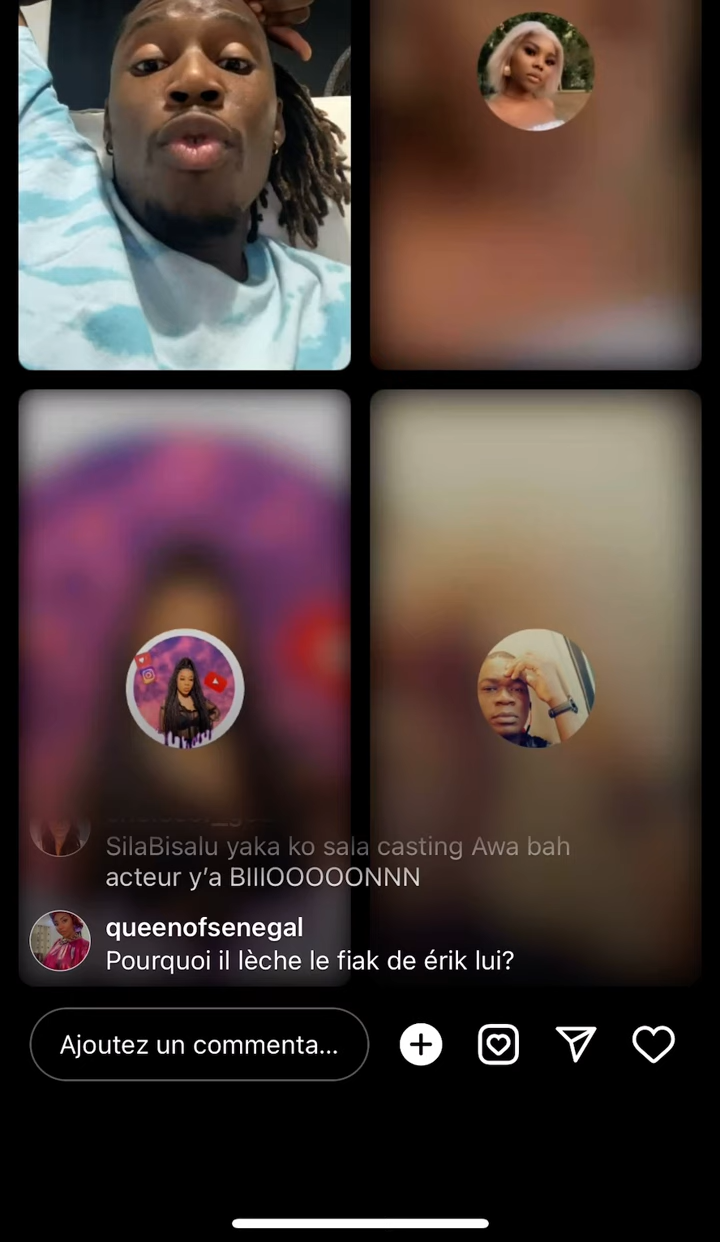 SilaBisalu yaka ko sala casting Awa bah
acteur y’a BIIIOOOOONNN
queenofsenegal
Pourquoi il lèche le fiak de érik lui?
Ajoutez un commenta...